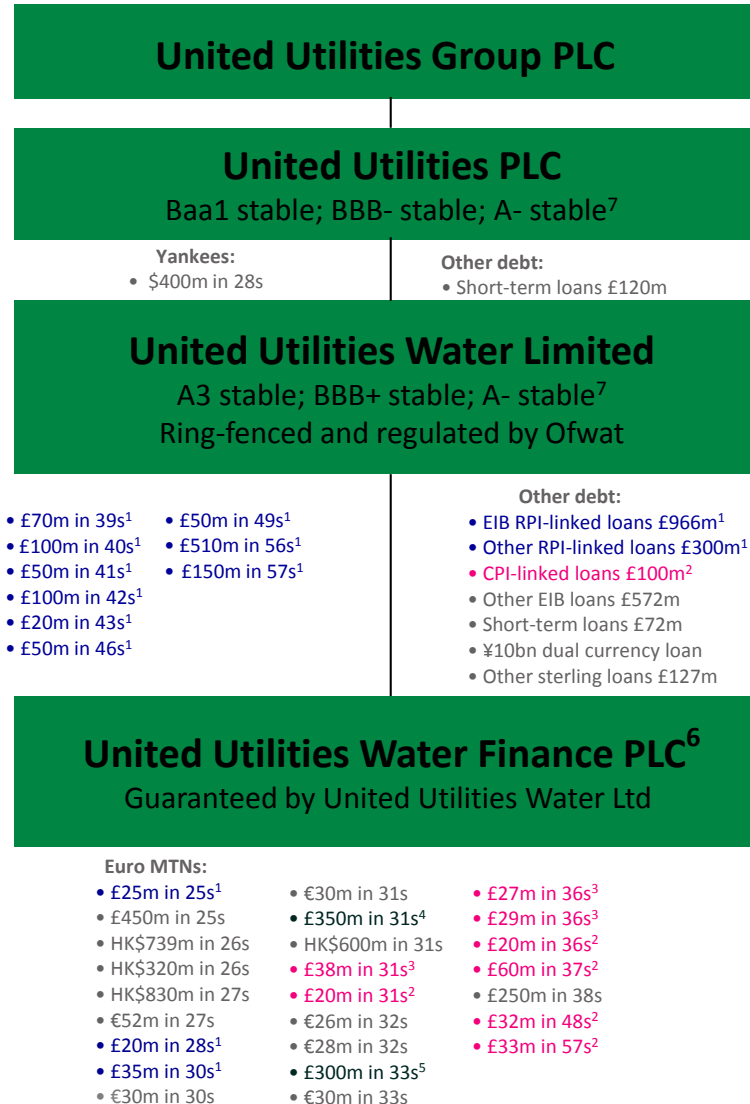 United Utilities Group PLC
United Utilities PLC
Baa1 stable; BBB- stable; A- stable⁷
Yankees:
• $400m in 28s
Other debt:
• Short-term loans £120m
United Utilities Water Limited
A3 stable; BBB+ stable; A- stable⁷
Ring-fenced and regulated by Ofwat
• £70m in 39s¹
• £100m in 40s¹
• £50m in 41s¹
• £100m in 42s¹
• £20m in 43s¹
• £50m in 46s¹
• £50m in 49s¹
• £510m in 56s¹
• £150m in 57s¹
Other debt:
• EIB RPI-linked loans £966m¹
• Other RPI-linked loans £300m¹
• CPI-linked loans £100m²
• Other EIB loans £572m
• Short-term loans £72m
• ¥10bn dual currency loan
• Other sterling loans £127m
United Utilities Water Finance PLC⁶
Guaranteed by United Utilities Water Ltd
Euro MTNs:
• £25m in 25s¹
• £450m in 25s
• HK$739m in 26s
• HK$320m in 26s
• HK$830m in 27s
• €52m in 27s
• £20m in 28s¹
• £35m in 30s¹
• €30m in 30s
• €30m in 31s
• £350m in 31s⁴
• HK$600m in 31s
• £38m in 31s³
• £20m in 31s²
• €26m in 32s
• €28m in 32s
• £300m in 33s⁵
• €30m in 33s
• £27m in 36s³
• £29m in 36s³
• £20m in 36s²
• £60m in 37s²
• £250m in 38s
• £32m in 48s²
• £33m in 57s²